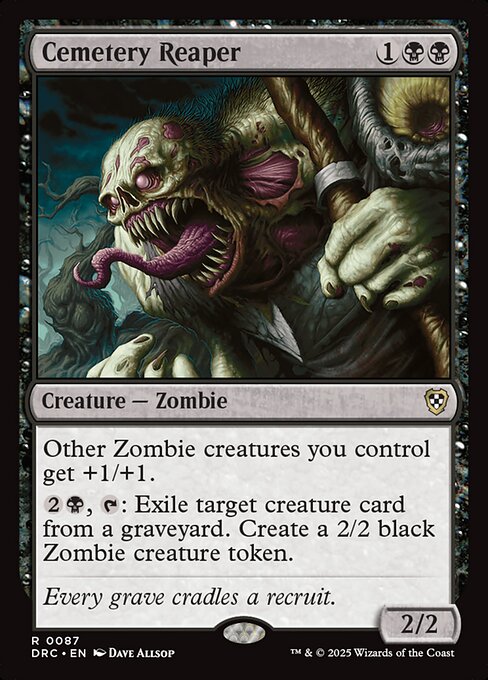 Cemetery Reaper 1
Creature — Zombie
Other Zombie creatures you control
get +1/+1.
2, : Exile target creature card
from a graveyard. Create a 2/2 black
Zombie creature token.
Every grave cradles a recruit.
2/2
R 0087
DRC • EN Dave Allsop
™ & © 2025 Wizards of the Coast